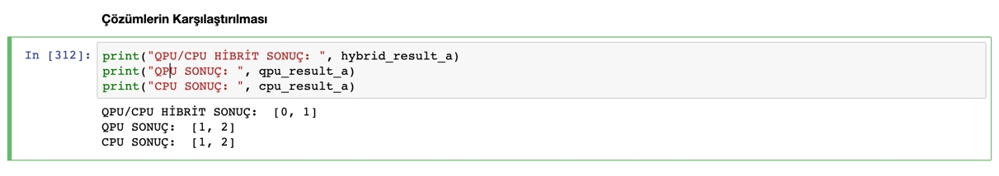 Çözümlerin Karşılaştırılması
In [312]: print("QPU/CPU HİBRİT SONUÇ: ", hybrid_result_a)
print("QPU SONUÇ: ", qpu_result_a)
print("CPU SONUÇ: ", cpu_result_a)
QPU/CPU HİBRİT SONUÇ:  [0, 1]
QPU SONUÇ:  [1, 2]
CPU SONUÇ:  [1, 2]